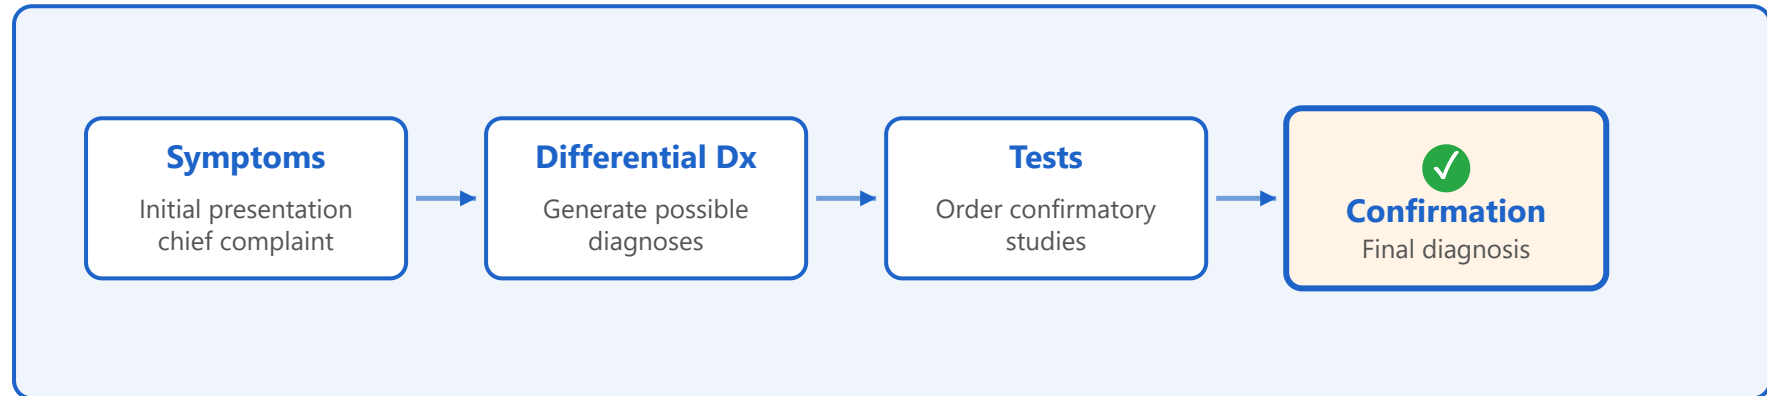 Symptoms
Initial presentation
chief complaint
Differential Dx
Generate possible
diagnoses
Tests
Order confirmatory
studies
Confirmation
Final diagnosis